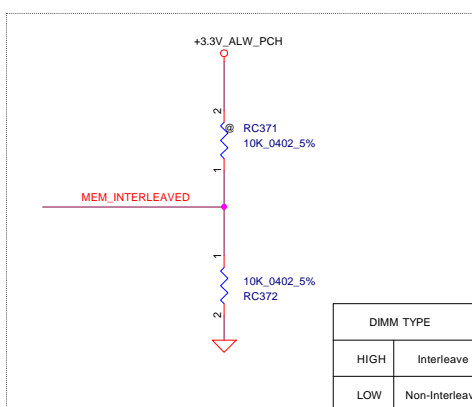 +3.3V_ALW_PCH
2
@ RC371
10K_0402_5%
1
MEM_INTERLEAVED
1
10K_0402_5%
RC372
2
DIMM TYPE
HIGH Interleave
LOW Non-Interleav